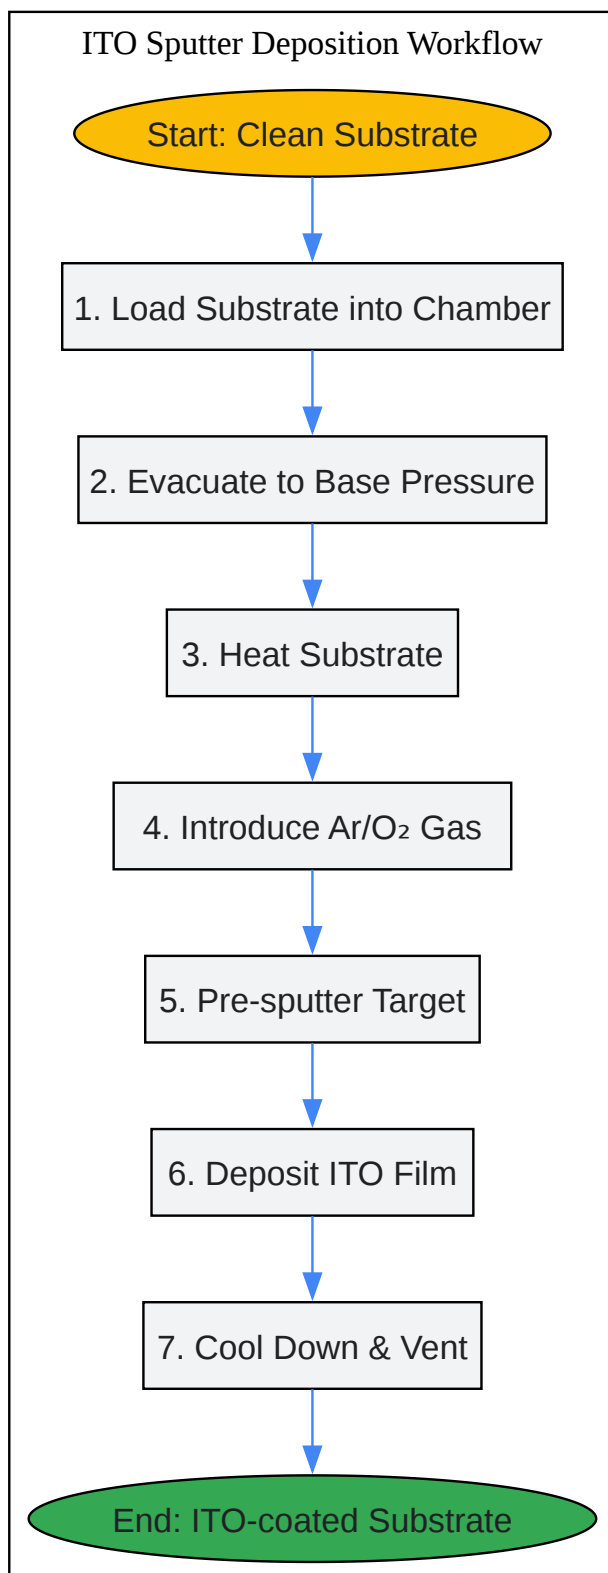 ITO Sputter Deposition Workflow
Start: Clean Substrate
1. Load Substrate into Chamber
2. Evacuate to Base Pressure
3. Heat Substrate
4. Introduce Ar/O₂ Gas
5. Pre-sputter Target
6. Deposit ITO Film
7. Cool Down & Vent
End: ITO-coated Substrate